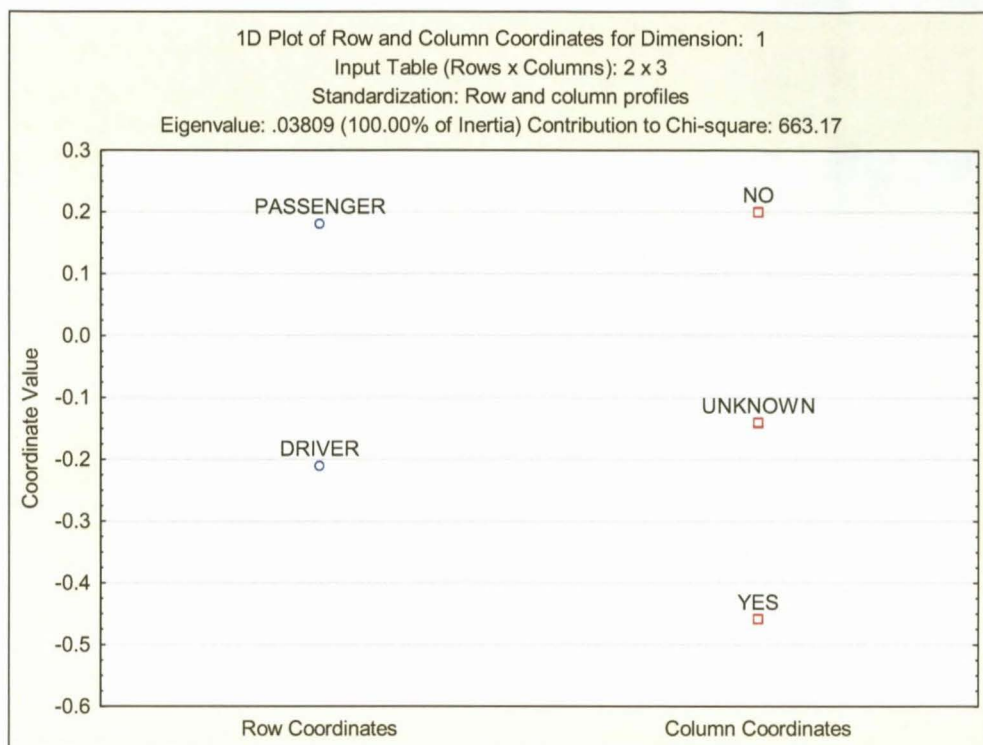 1D Plot of Row and Column Coordinates for Dimension: 1
Input Table (Rows x Columns): 2 x 3
Standardization: Row and column profiles
Eigenvalue: .03809 (100.00% of Inertia) Contribution to Chi-square: 663.17
0.3
0.2
0.1
0.0
-0.1
-0.2
-0.3
-0.4
-0.5
-0.6
Coordinate Value
PASSENGER
DRIVER
NO
UNKNOWN
YES
Row Coordinates
Column Coordinates